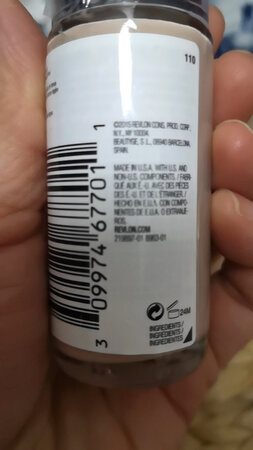 110
©2015 REVLON CONS. PROD. CORP.
N.Y., NY 10004.
BEAUTYGE, S.L., 08940 BARCELONA,
SPAIN.
MADE IN U.S.A. WITH U.S. AND
NON-U.S. COMPONENTS./ FABRI-
QUÉ AUX É.-U. AVEC DES PIÈCES
DES É.-U. ET DE L'ÉTRANGER./
HECHO EN E.U.A. CON COMPO-
NENTES DE E.U.A. O EXTRANJE-
ROS.
REVLON.COM
24M
INGREDIENTS/
INGRÉDIENTS/
INGREDIENTES
3 09974 67701 1